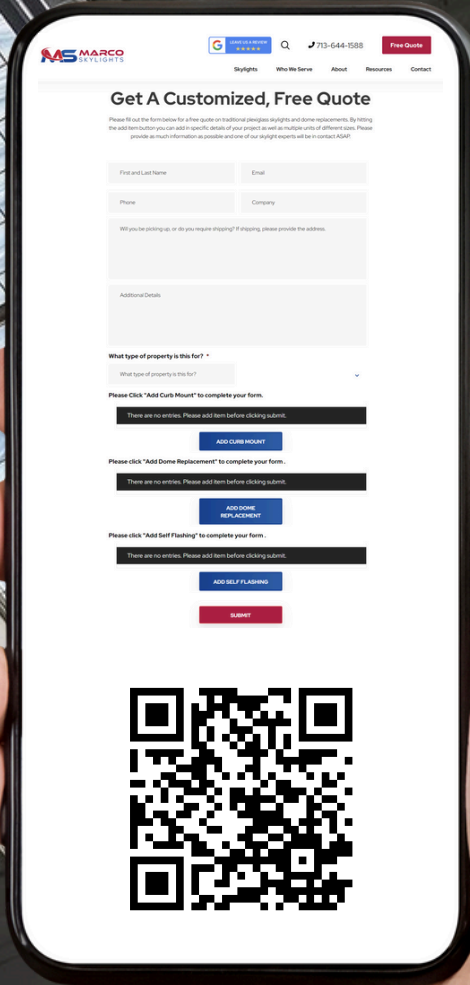 MS MARCO
SKYLIGHTS
G LEAVE US A REVIEW
713-644-1588
Free Quote
Skylights Who We Serve About Resources Contact
Get A Customized, Free Quote
Please fill out the form below for a free quote on traditional plexiglass skylights and dome replacements. By hitting
the add item button you can add in specific details of your project as well as multiple units of different sizes. Please
provide as much information as possible and one of our skylight experts will be in contact ASAP.
First and Last Name Email
Phone Company
Will you be picking up, or do you require shipping? If shipping, please provide the address.
Additional Details
What type of property is this for? *
What type of property is this for?
Please Click "Add Curb Mount" to complete your form.
There are no entries. Please add item before clicking submit.
ADD CURB MOUNT
Please click "Add Dome Replacement" to complete your form .
There are no entries. Please add item before clicking submit.
ADD DOME
REPLACEMENT
Please click "Add Self Flashing" to complete your form .
There are no entries. Please add item before clicking submit.
ADD SELF FLASHING
SUBMIT